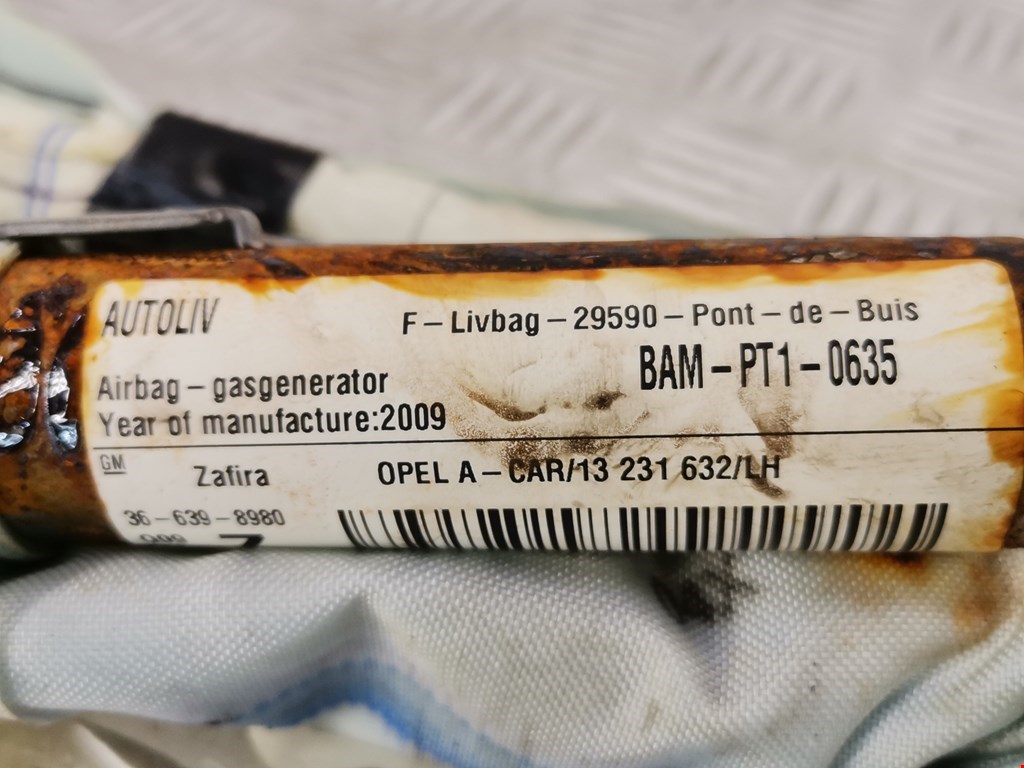 AUTOLIV
F-Livbag-29590-Pont-de-Buis
BAM-PT1-0635
Airbag-gasgenerator
Year of manufacture:2009
GM
Zafira
OPEL A-CAR/13 231 632/LH
36-639-8980